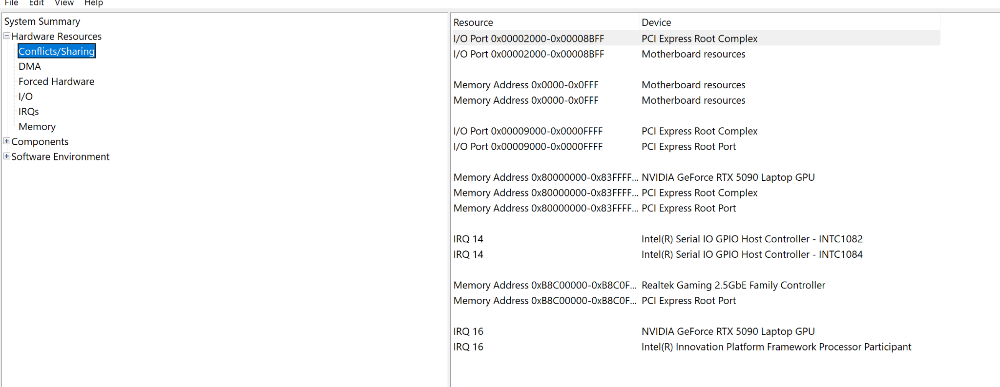 File Edit View Help
System Summary
Hardware Resources
Conflicts/Sharing
DMA
Forced Hardware
I/O
IRQs
Memory
Components
Software Environment
Resource Device
I/O Port 0x00002000-0x00008BFF PCI Express Root Complex
I/O Port 0x00002000-0x00008BFF Motherboard resources
Memory Address 0x0000-0x0FFF Motherboard resources
Memory Address 0x0000-0x0FFF Motherboard resources
I/O Port 0x00009000-0x0000FFFF PCI Express Root Complex
I/O Port 0x00009000-0x0000FFFF PCI Express Root Port
Memory Address 0x80000000-0x83FFFF... NVIDIA GeForce RTX 5090 Laptop GPU
Memory Address 0x80000000-0x83FFFF... PCI Express Root Complex
Memory Address 0x80000000-0x83FFFF... PCI Express Root Port
IRQ 14 Intel(R) Serial IO GPIO Host Controller - INTC1082
IRQ 14 Intel(R) Serial IO GPIO Host Controller - INTC1084
Memory Address 0xB8C00000-0xB8C0F... Realtek Gaming 2.5GbE Family Controller
Memory Address 0xB8C00000-0xB8C0F... PCI Express Root Port
IRQ 16 NVIDIA GeForce RTX 5090 Laptop GPU
IRQ 16 Intel(R) Innovation Platform Framework Processor Participant